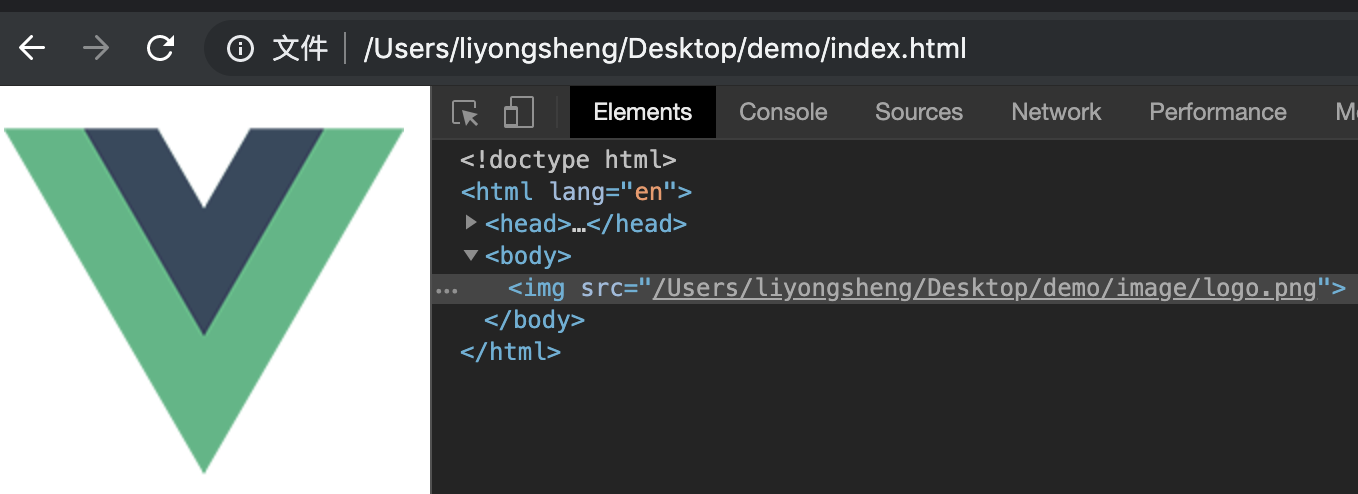 文件 /Users/liyongsheng/Desktop/demo/index.html
Elements Console Sources Network Performance
<!doctype html>
<html lang="en">
<head>…</head>
<body>
<img src="/Users/liyongsheng/Desktop/demo/image/logo.png">
</body>
</html>